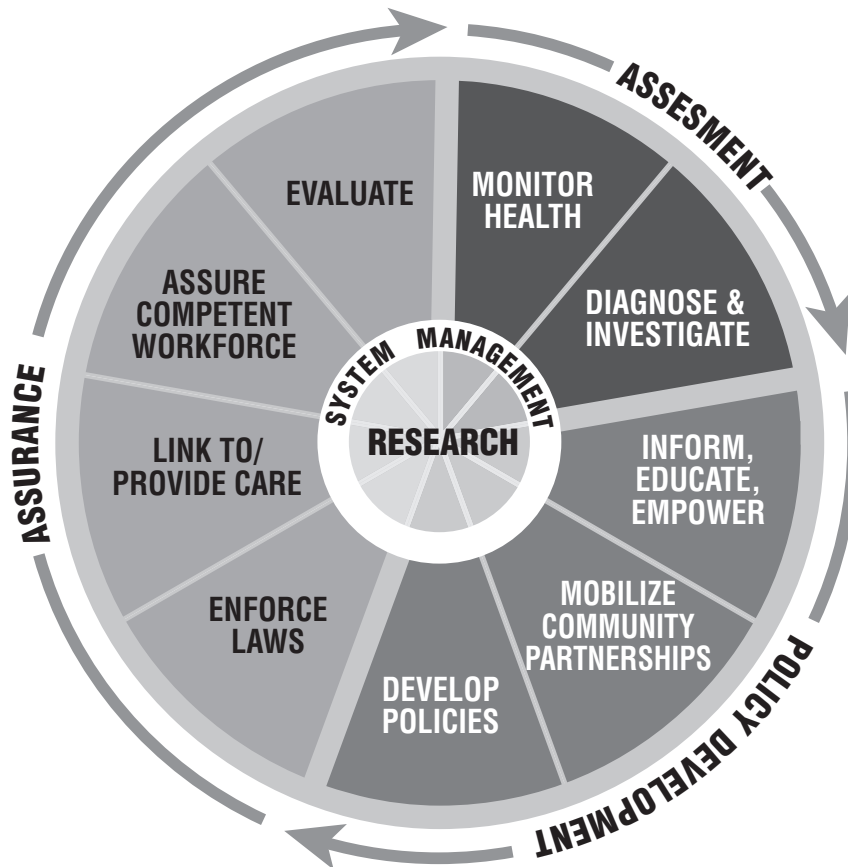 ASSESMENT
MONITOR
HEALTH
DIAGNOSE &
INVESTIGATE
INFORM,
EDUCATE,
EMPOWER
MOBILIZE
COMMUNITY
PARTNERSHIPS
POLICY DEVELOPMENT
DEVELOP
POLICIES
ENFORCE
LAWS
LINK TO/
PROVIDE CARE
ASSURANCE
ASSURE
COMPETENT
WORKFORCE
EVALUATE
SYSTEM MANAGEMENT
RESEARCH